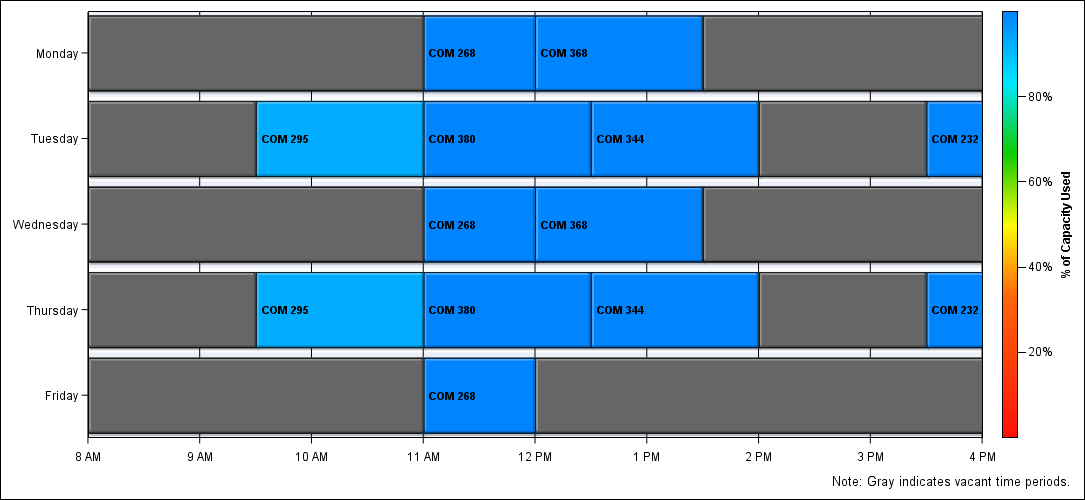 Monday
COM 268
COM 368
Tuesday
COM 295
COM 380
COM 344
COM 232
Wednesday
COM 268
COM 368
Thursday
COM 295
COM 380
COM 344
COM 232
Friday
COM 268
8 AM
9 AM
10 AM
11 AM
12 PM
1 PM
2 PM
3 PM
4 PM
80%
60%
40%
20%
% of Capacity Used
Note: Gray indicates vacant time periods.